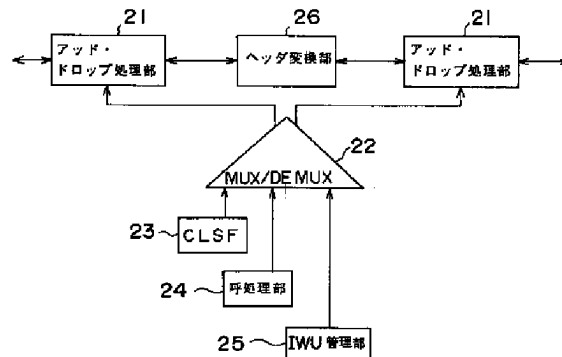 21
26
21
アッド・
ドロップ処理部
ヘッダ変換部
アッド・
ドロップ処理部
22
MUX/DEMUX
23
CLSF
24
呼処理部
25
IWU管理部